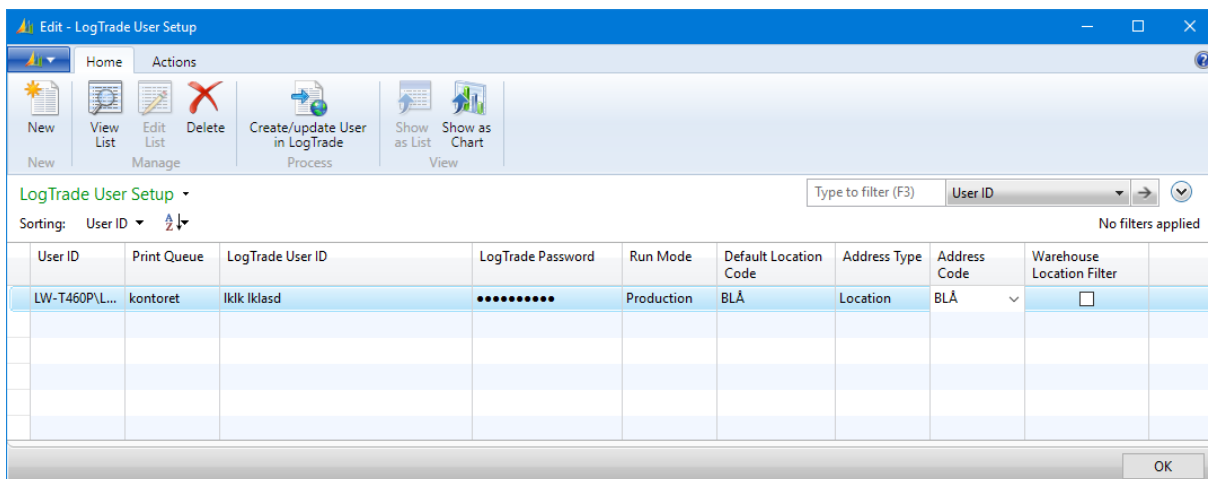 Edit - LogTrade User Setup
Home Actions
New View List Edit List Delete Create/update User in LogTrade Show as List Show as Chart
New Manage Process View
LogTrade User Setup
Type to filter (F3) User ID
Sorting: User ID A Z No filters applied
User ID Print Queue LogTrade User ID LogTrade Password Run Mode Default Location Code Address Type Address Code Warehouse Location Filter
LW-T460P\L... kontoret lklk lklasd ●●●●●●●●●● Production BLÅ Location BLÅ
OK